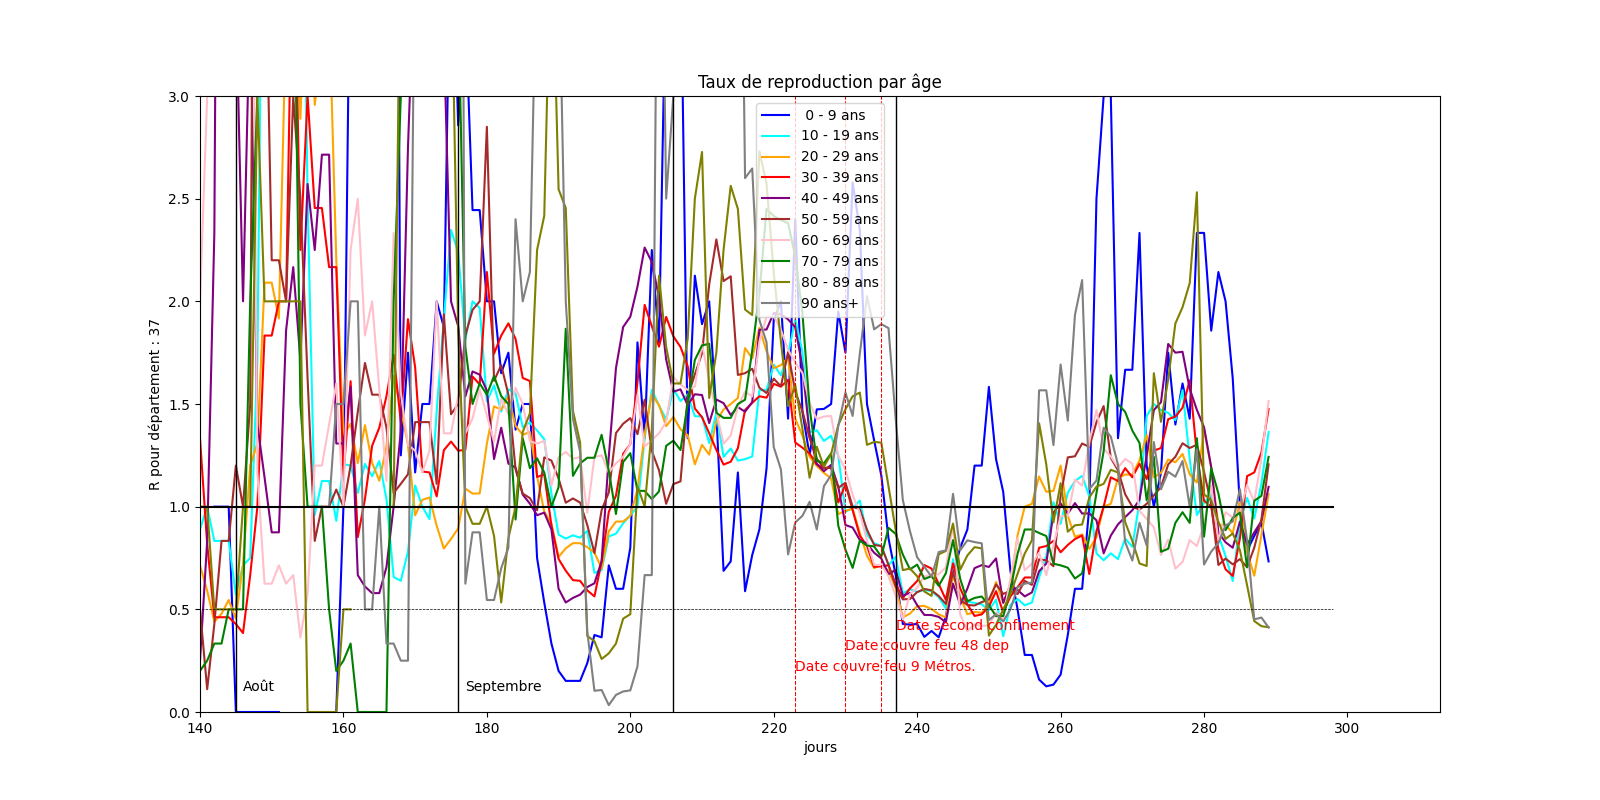 Taux de reproduction par âge
R pour département : 37
3.0
2.5
2.0
1.5
1.0
0.5
0.0
0 - 9 ans
10 - 19 ans
20 - 29 ans
30 - 39 ans
40 - 49 ans
50 - 59 ans
60 - 69 ans
70 - 79 ans
80 - 89 ans
90 ans+
Date second confinement
Date couvre feu 48 dep
Date couvre feu 9 Métros.
Août
Septembre
140 160 180 200 220 240 260 280 300
jours